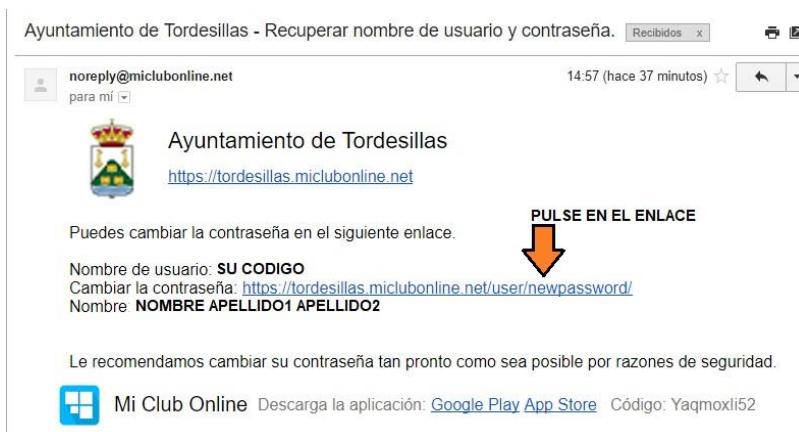 Ayuntamiento de Tordesillas - Recuperar nombre de usuario y contraseña. Recibidos x
noreply@miclubonline.net 14:57 (hace 37 minutos)
para mí
Ayuntamiento de Tordesillas
https://tordesillas.miclubonline.net
PULSE EN EL ENLACE
Puedes cambiar la contraseña en el siguiente enlace.
Nombre de usuario: SU CODIGO
Cambiar la contraseña: https://tordesillas.miclubonline.net/user/newpassword/
Nombre: NOMBRE APELLIDO1 APELLIDO2
Le recomendamos cambiar su contraseña tan pronto como sea posible por razones de seguridad.
Mi Club Online Descarga la aplicación: Google Play App Store Código: Yaqmoxli52